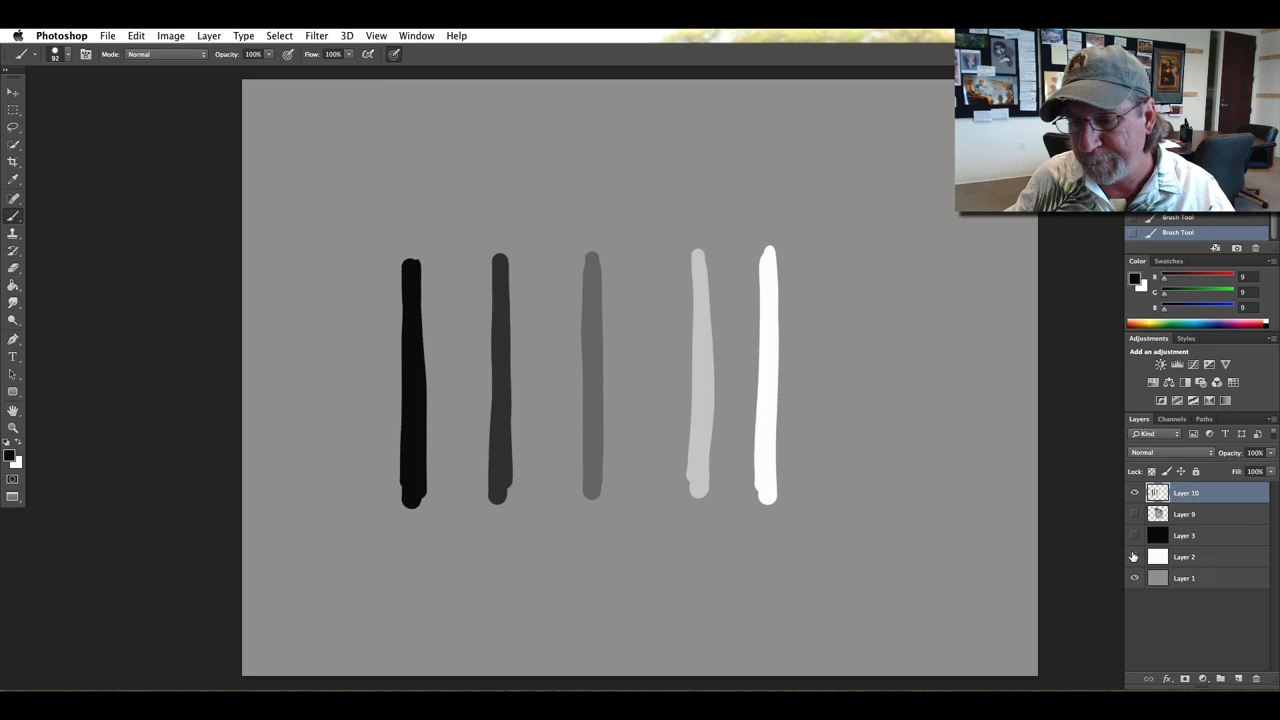 Photoshop File Edit Image Layer Type Select Filter 3D View Window Help
92 Mode: Normal Opacity: 100% Flow: 100%
Brush Tool
Brush Tool
Color Swatches
R 9
G 9
B 9
Adjustments Styles
Add an adjustment
Layers Channels Paths
Kind
Normal Opacity: 100%
Lock: Fill: 100%
Layer 10
Layer 9
Layer 3
Layer 2
Layer 1
fx